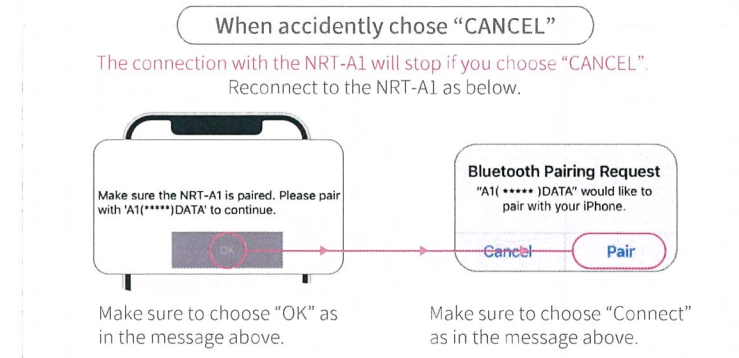 When accidently chose “CANCEL”
The connection with the NRT-A1 will stop if you choose “CANCEL”.
Reconnect to the NRT-A1 as below.
Make sure the NRT-A1 is paired. Please pair
with 'A1(*****)DATA' to continue.
OK
Bluetooth Pairing Request
“A1( ***** )DATA” would like to
pair with your iPhone.
Cancel
Pair
Make sure to choose “OK” as
in the message above.
Make sure to choose “Connect”
as in the message above.